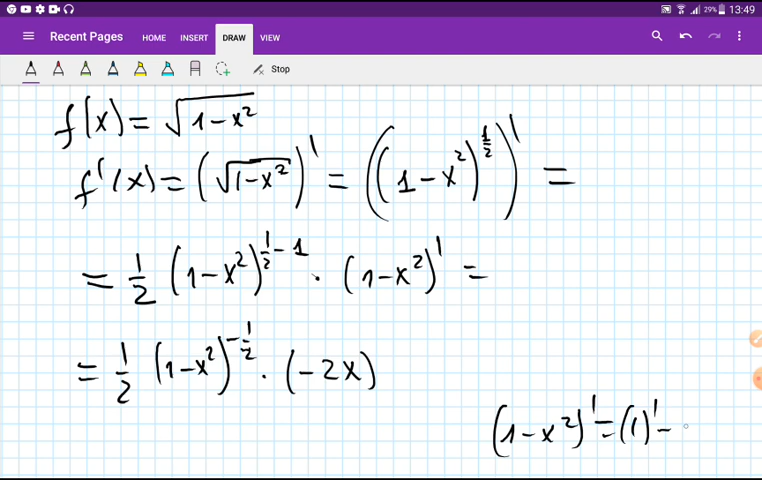 29% 13:49
Recent Pages HOME INSERT DRAW VIEW
Stop
f(x) = √(1-x²)
f'(x) = (√(1-x²))' = ((1-x²)^(1/2))' =
= 1/2 (1-x²)^(1/2 - 1) · (1-x²)' =
= 1/2 (1-x²)^(-1/2) · (-2x)
(1-x²)' = (1)' -